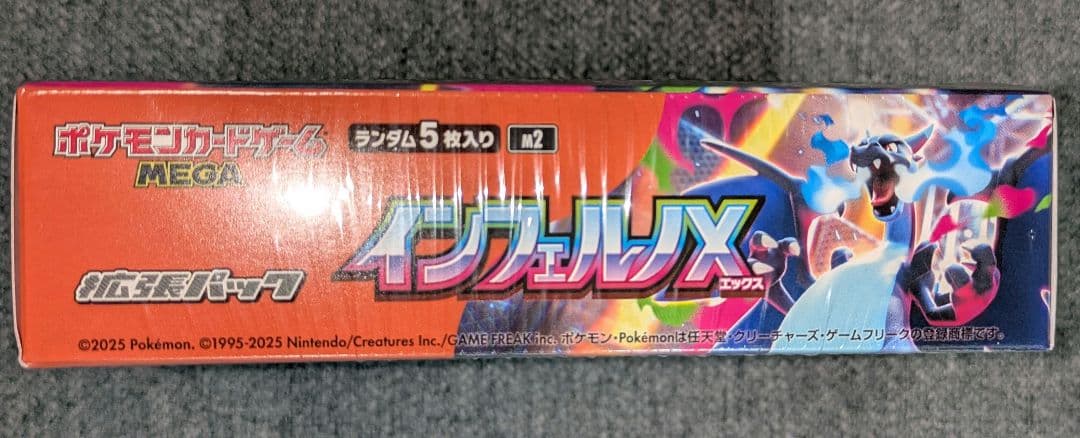 ポケモンカードゲーム
MEGA
ランダム5枚入り
M2
インフェルノX
エックス
拡張パック
©2025 Pokémon. ©1995-2025 Nintendo/Creatures Inc./GAME FREAK inc. ポケモン・Pokémonは任天堂・クリーチャーズ・ゲームフリークの登録商標です。